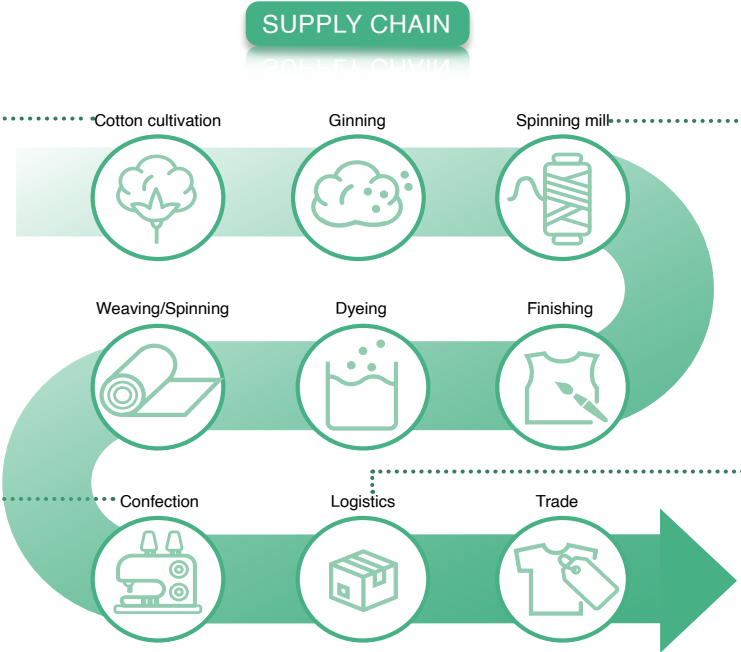 SUPPLY CHAIN
Cotton cultivation
Ginning
Spinning mill
Weaving/Spinning
Dyeing
Finishing
Confection
Logistics
Trade